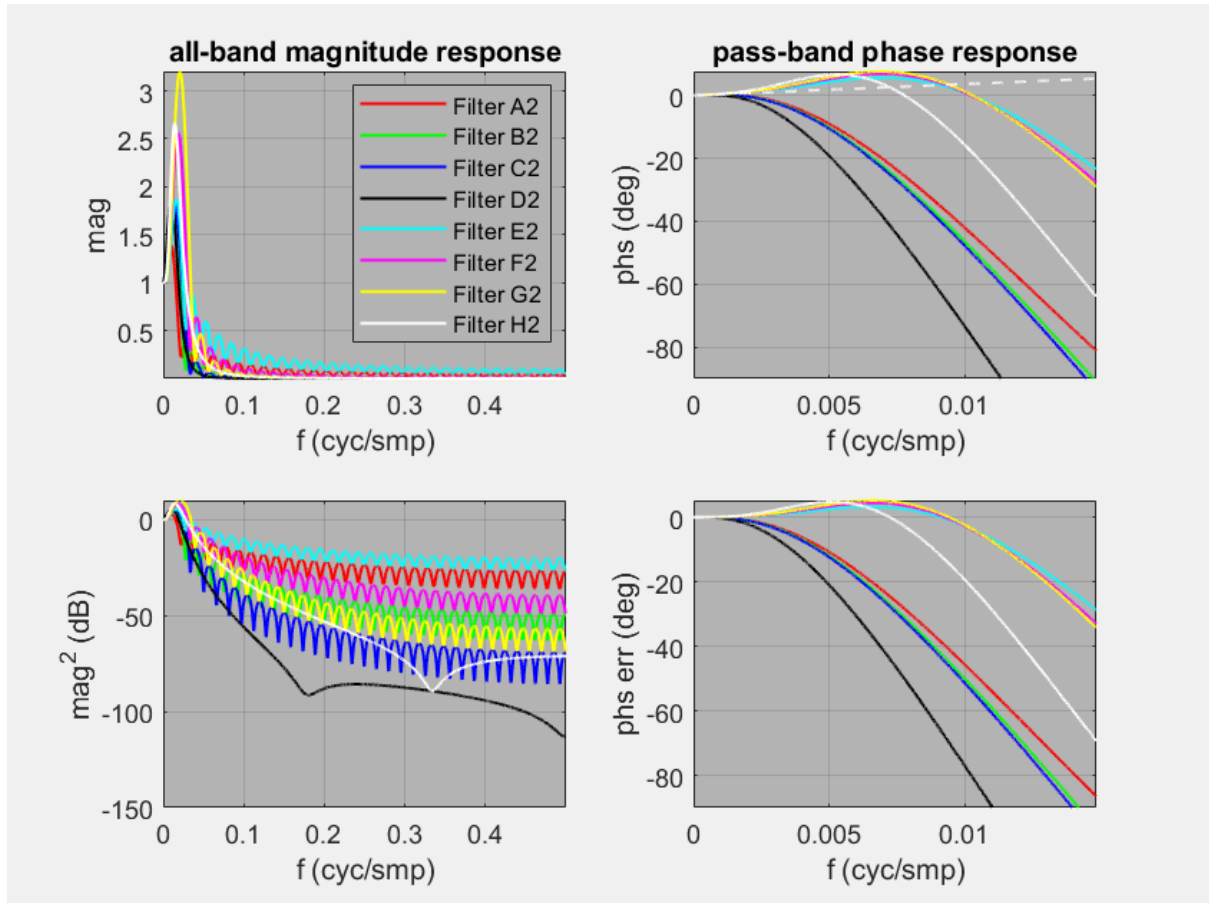 all-band magnitude response
mag
3
2.5
2
1.5
1
0.5
0 0.1 0.2 0.3 0.4
f (cyc/smp)
Filter A2
Filter B2
Filter C2
Filter D2
Filter E2
Filter F2
Filter G2
Filter H2
pass-band phase response
phs (deg)
0
-20
-40
-60
-80
0 0.005 0.01
f (cyc/smp)
mag² (dB)
0
-50
-100
-150
0 0.1 0.2 0.3 0.4
f (cyc/smp)
phs err (deg)
0
-20
-40
-60
-80
0 0.005 0.01
f (cyc/smp)